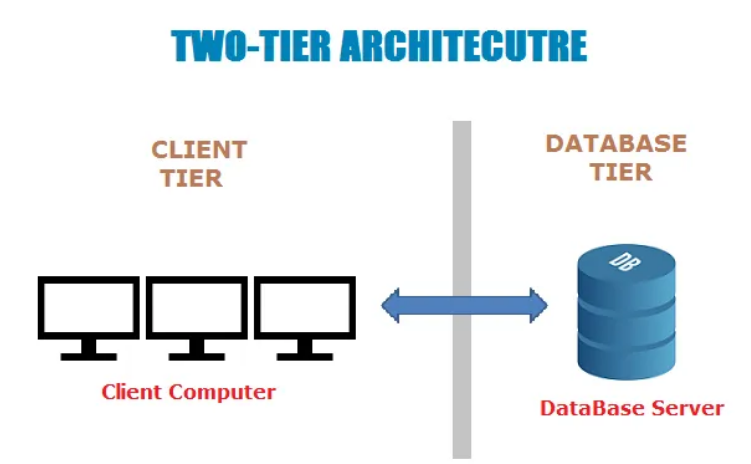 TWO-TIER ARCHITECUTRE
CLIENT
TIER
DATABASE
TIER
DB
Client Computer
DataBase Server